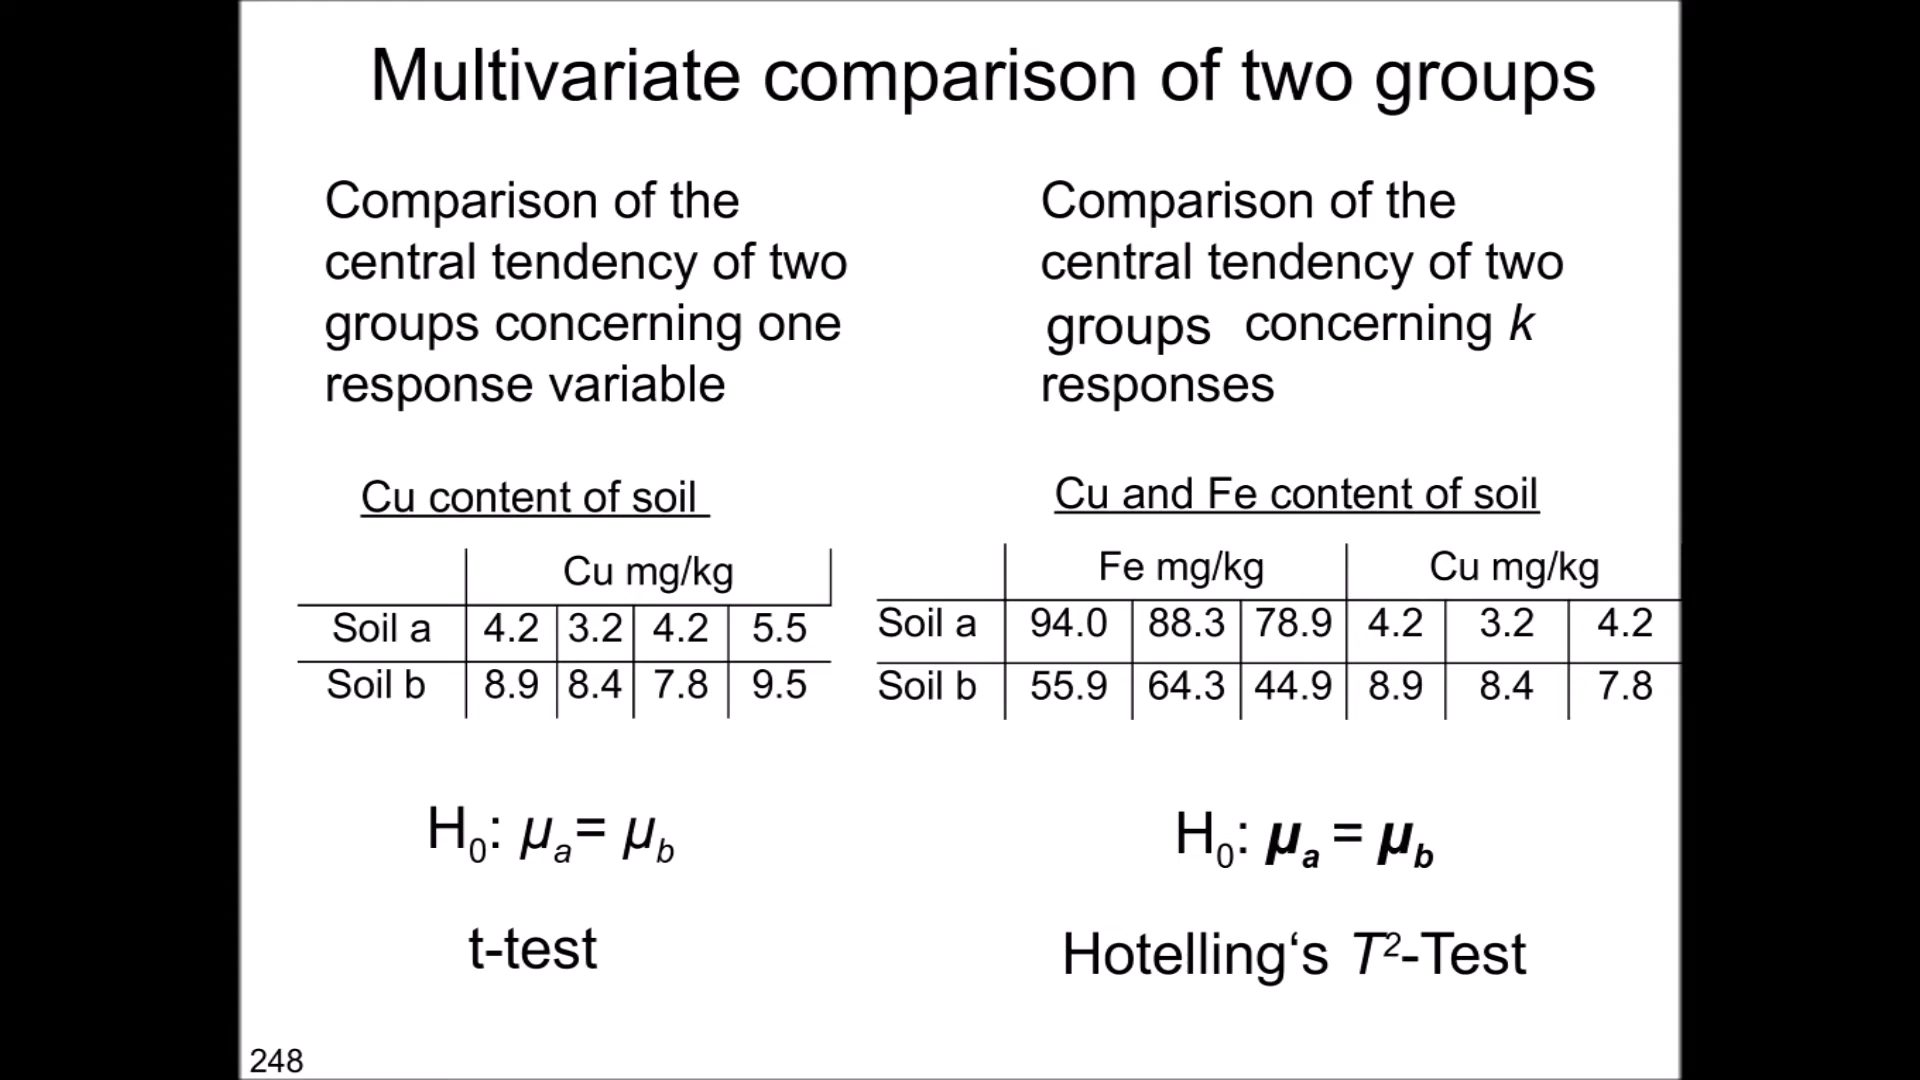 Multivariate comparison of two groups
Comparison of the
central tendency of two
groups concerning one
response variable
Cu content of soil
Cu mg/kg
Soil a 4.2 3.2 4.2 5.5
Soil b 8.9 8.4 7.8 9.5
H0: μa= μb
t-test
Comparison of the
central tendency of two
groups concerning k
responses
Cu and Fe content of soil
Fe mg/kg Cu mg/kg
Soil a 94.0 88.3 78.9 4.2 3.2 4.2
Soil b 55.9 64.3 44.9 8.9 8.4 7.8
H0: μa = μb
Hotelling‘s T²-Test
248